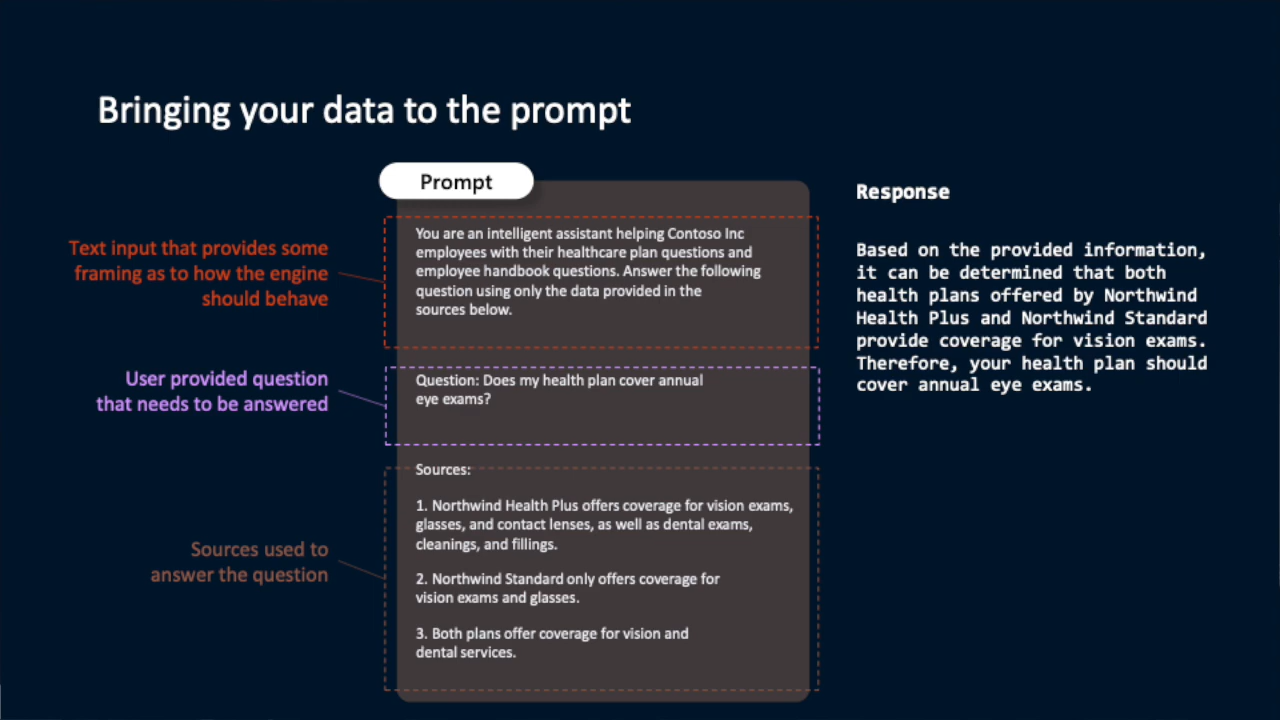 Bringing your data to the prompt
Prompt
Text input that provides some
framing as to how the engine
should behave
You are an intelligent assistant helping Contoso Inc
employees with their healthcare plan questions and
employee handbook questions. Answer the following
question using only the data provided in the
sources below.
User provided question
that needs to be answered
Question: Does my health plan cover annual
eye exams?
Sources used to
answer the question
Sources:
1. Northwind Health Plus offers coverage for vision exams,
glasses, and contact lenses, as well as dental exams,
cleanings, and fillings.
2. Northwind Standard only offers coverage for
vision exams and glasses.
3. Both plans offer coverage for vision and
dental services.
Response
Based on the provided information,
it can be determined that both
health plans offered by Northwind
Health Plus and Northwind Standard
provide coverage for vision exams.
Therefore, your health plan should
cover annual eye exams.